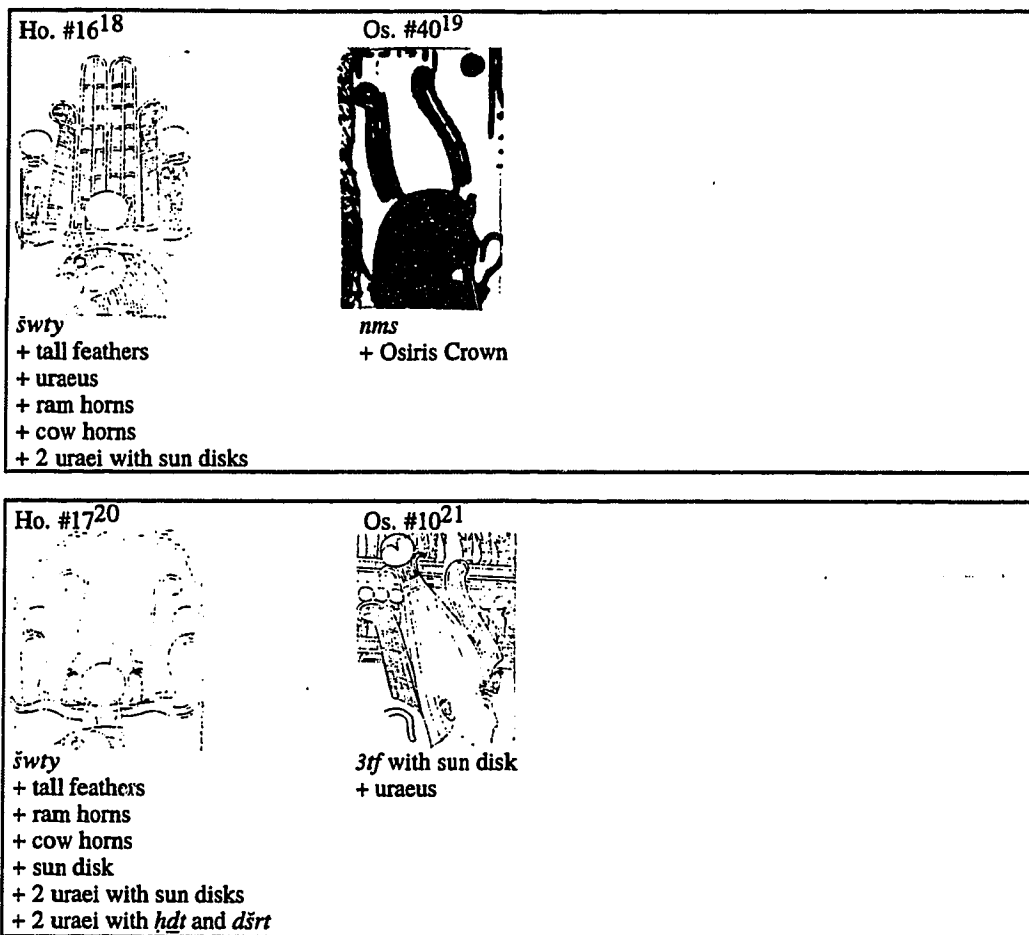 Ho. #16¹⁸
šwty
+ tall feathers
+ uraeus
+ ram horns
+ cow horns
+ 2 uraei with sun disks
Os. #40¹⁹
nms
+ Osiris Crown
Ho. #17²⁰
šwty
+ tall feathers
+ ram horns
+ cow horns
+ sun disk
+ 2 uraei with sun disks
+ 2 uraei with ḥḏt and dšrt
Os. #10²¹
3tf with sun disk
+ uraeus